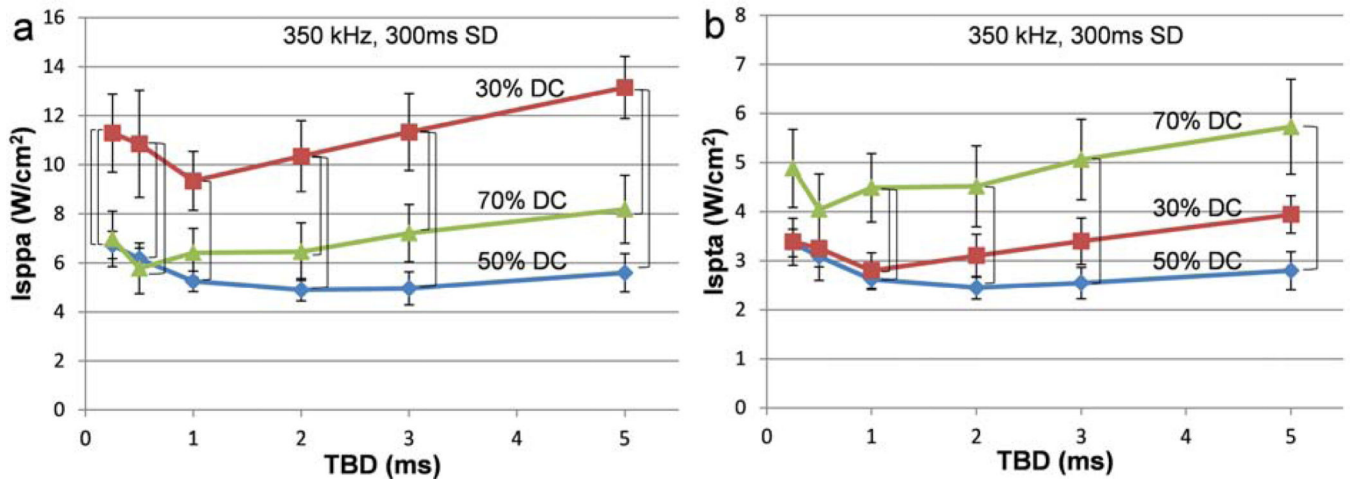 a
350 kHz, 300ms SD
16
14
12
10
8
6
4
2
0
Isppa (W/cm²)
30% DC
70% DC
50% DC
0 1 2 3 4 5
TBD (ms)
b
350 kHz, 300ms SD
8
7
6
5
4
3
2
1
0
Ispta (W/cm²)
70% DC
30% DC
50% DC
0 1 2 3 4 5
TBD (ms)